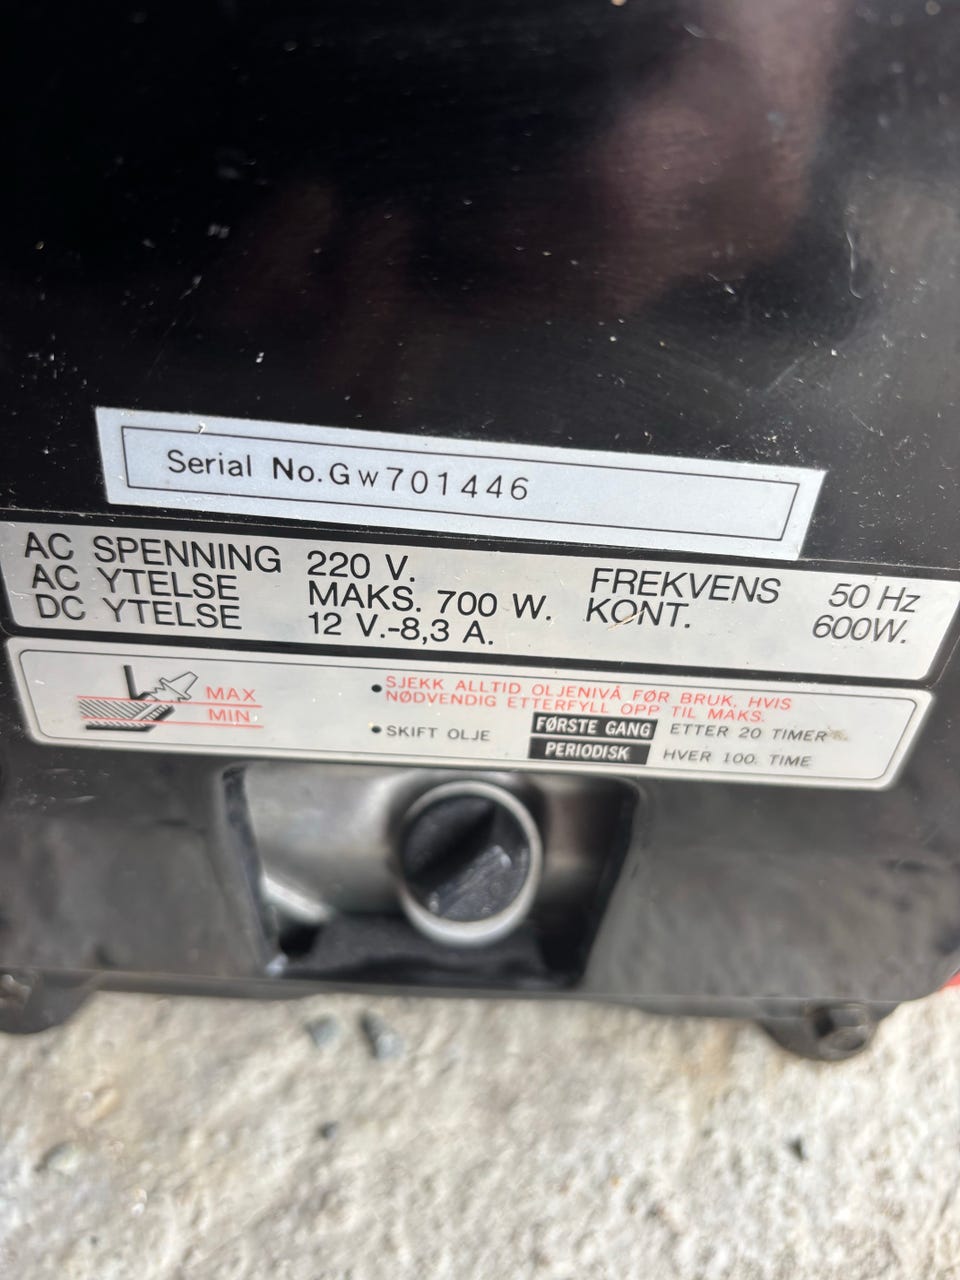 Serial No.Gw701446
AC SPENNING 220 V. FREKVENS 50 Hz
AC YTELSE MAKS. 700 W. KONT. 600W.
DC YTELSE 12 V.-8,3 A.
MAX
MIN
•SJEKK ALLTID OLJENIVÅ FØR BRUK, HVIS
NØDVENDIG ETTERFYLL OPP TIL MAKS.
•SKIFT OLJE FØRSTE GANG ETTER 20 TIMER
PERIODISK HVER 100. TIME